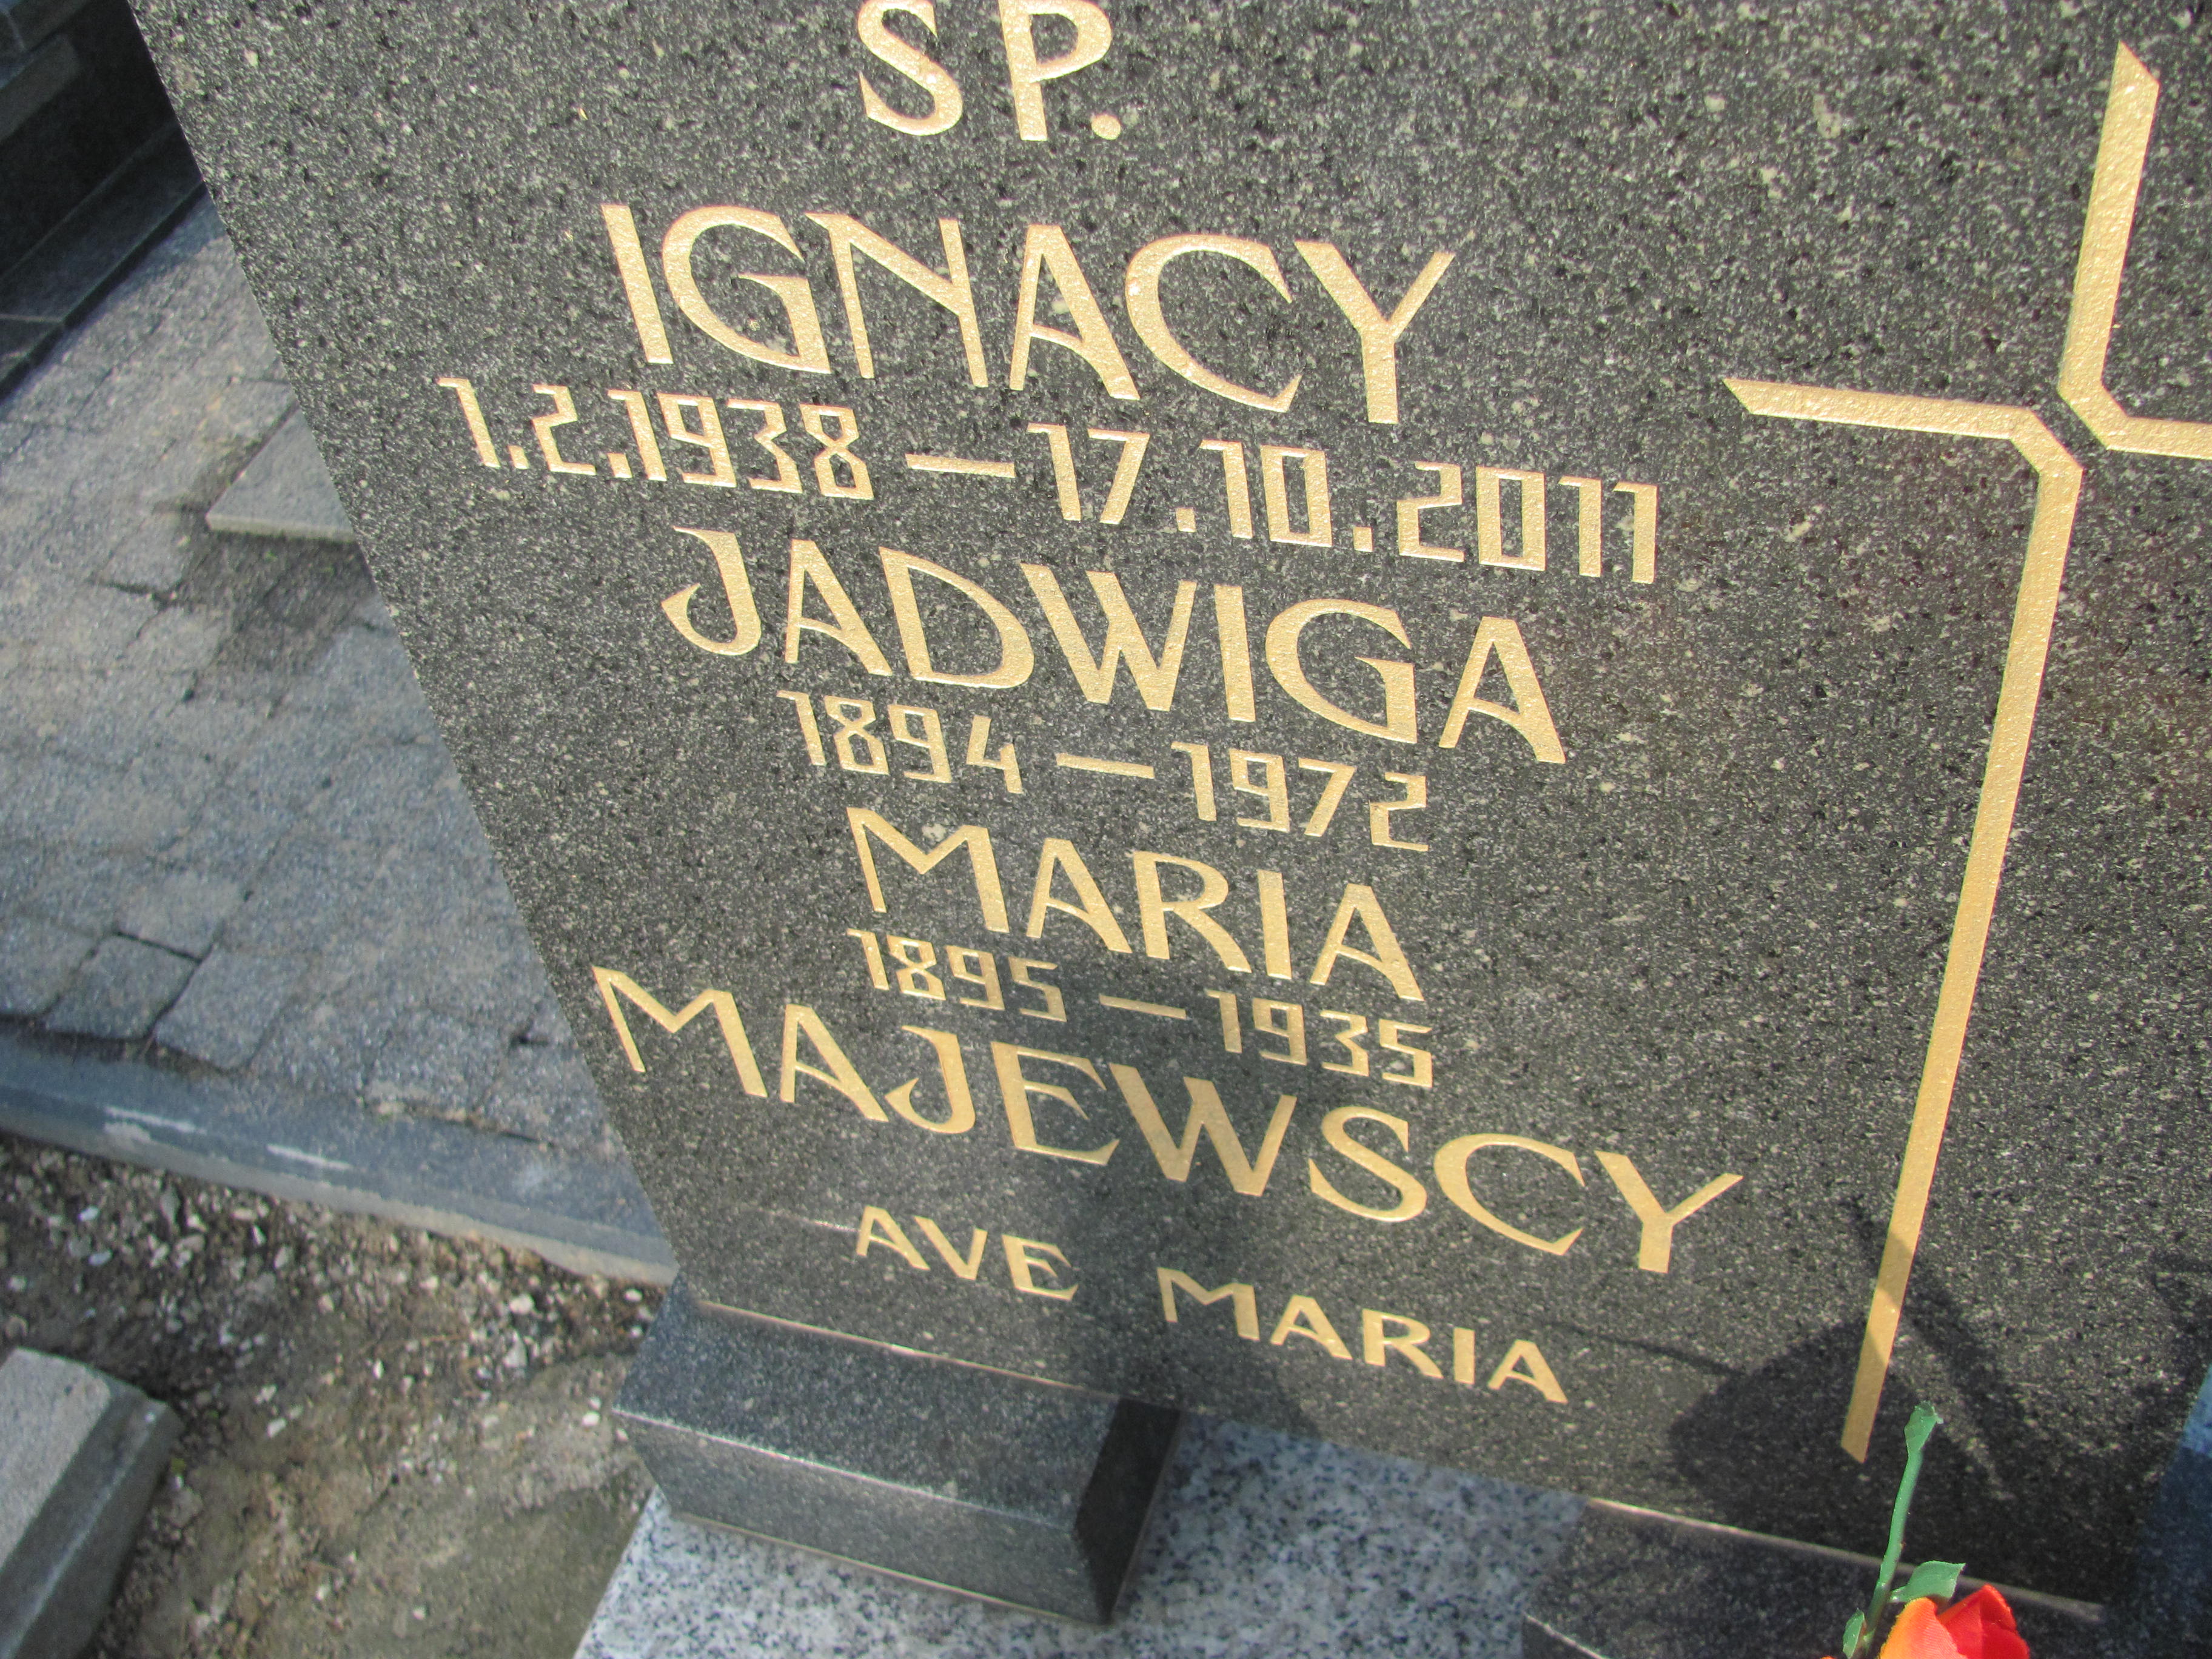 SP.
IGNACY
1.2.1938 — 17.10.2011
JADWIGA
1894 — 1972
MARIA
1895 — 1935
MAJEWSCY
AVE MARIA